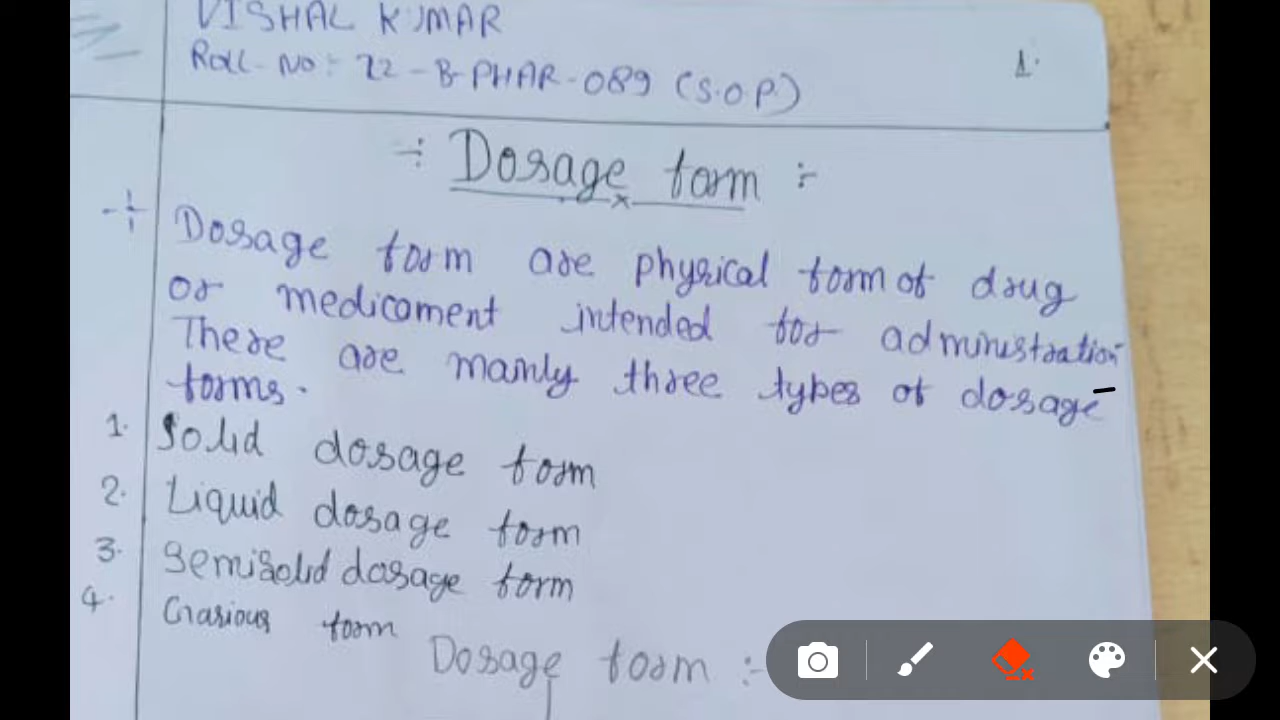 VISHAL KUMAR
Roll-No:- 22-B-PHAR-089 (S.O.P.)
1.
÷ Dosage form :-
Dosage form are physical form of drug
or medicament intended for administration
There are mainly three types of dosage
forms.
1. Solid dosage form
2. Liquid dosage form
3. Semisolid dosage form
4. Gasious form
Dosage form :-